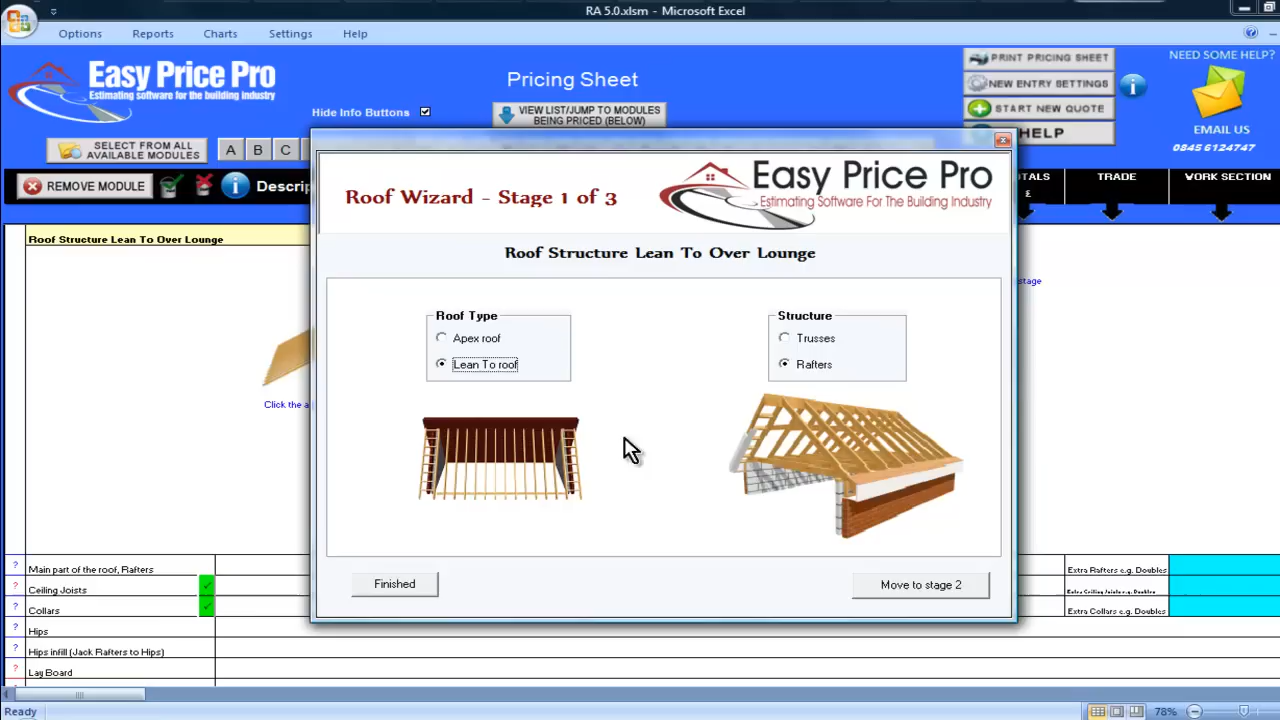 RA 5.0.xlsm - Microsoft Excel
Options Reports Charts Settings Help
Easy Price Pro
Estimating software for the building industry
Pricing Sheet
Hide Info Buttons
VIEW LIST/JUMP TO MODULES
BEING PRICED (BELOW)
PRINT PRICING SHEET
NEW ENTRY SETTINGS
START NEW QUOTE
HELP
NEED SOME HELP?
EMAIL US
0845 6124747
SELECT FROM ALL
AVAILABLE MODULES
A B C
REMOVE MODULE
Descrip
TALS
£
TRADE
WORK SECTION
Roof Structure Lean To Over Lounge
stage
Click the a
Roof Wizard - Stage 1 of 3
Easy Price Pro
Estimating Software For The Building Industry
Roof Structure Lean To Over Lounge
Roof Type
Apex roof
Lean To roof
Structure
Trusses
Rafters
Finished
Move to stage 2
? Main part of the roof, Rafters
Extra Rafters e.g. Doubles
? Ceiling Joists
Extra Ceiling Joists e.g. Doubles
? Collars
Extra Collars e.g. Doubles
? Hips
? Hips infill (Jack Rafters to Hips)
? Lay Board
Ready
78%